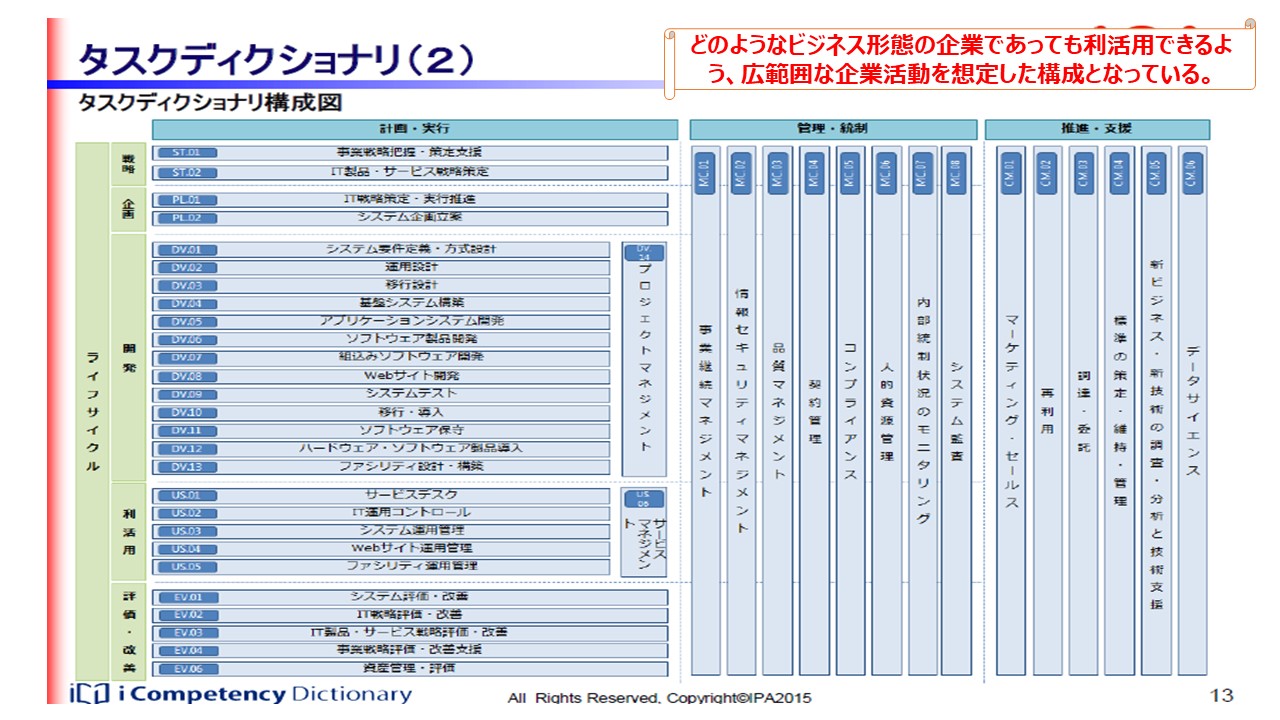 タスクディクショナリ(２)
どのようなビジネス形態の企業であっても利活用できるよ
う、広範囲な企業活動を想定した構成となっている。
タスクディクショナリ構成図
計画・実行
管理・統制
推進・支援
ライフサイクル
戦略
ST.01 事業戦略把握・策定支援
ST.02 IT製品・サービス戦略策定
企画
PL.01 IT戦略策定・実行推進
PL.02 システム企画立案
開発
DV.01 システム要件定義・方式設計
DV.02 運用設計
DV.03 移行設計
DV.04 基盤システム構築
DV.05 アプリケーションシステム開発
DV.06 ソフトウェア製品開発
DV.07 組込みソフトウェア開発
DV.08 Webサイト開発
DV.09 システムテスト
DV.10 移行・導入
DV.11 ソフトウェア保守
DV.12 ハードウェア・ソフトウェア製品導入
DV.13 ファシリティ設計・構築
DV.14 プロジェクトマネジメント
利活用
US.01 サービスデスク
US.02 IT運用コントロール
US.03 システム運用管理
US.04 Webサイト運用管理
US.05 ファシリティ運用管理
US.06 サービスマネジメント
評価・改善
EV.01 システム評価・改善
EV.02 IT戦略評価・改善
EV.03 IT製品・サービス戦略評価・改善
EV.04 事業戦略評価・改善支援
EV.06 資産管理・評価
MC.01 事業継続マネジメント
MC.02 情報セキュリティマネジメント
MC.03 品質マネジメント
MC.04 契約管理
MC.05 コンプライアンス
MC.06 人的資源管理
MC.07 内部統制状況のモニタリング
MC.08 システム監査
CM.01 マーケティング・セールス
CM.02 再利用
CM.03 調達・委託
CM.04 標準の策定・維持・管理
CM.05 新ビジネス・新技術の調査・分析と技術支援
CM.06 データサイエンス
i Competency Dictionary
All Rights Reserved, Copyright©IPA2015
13